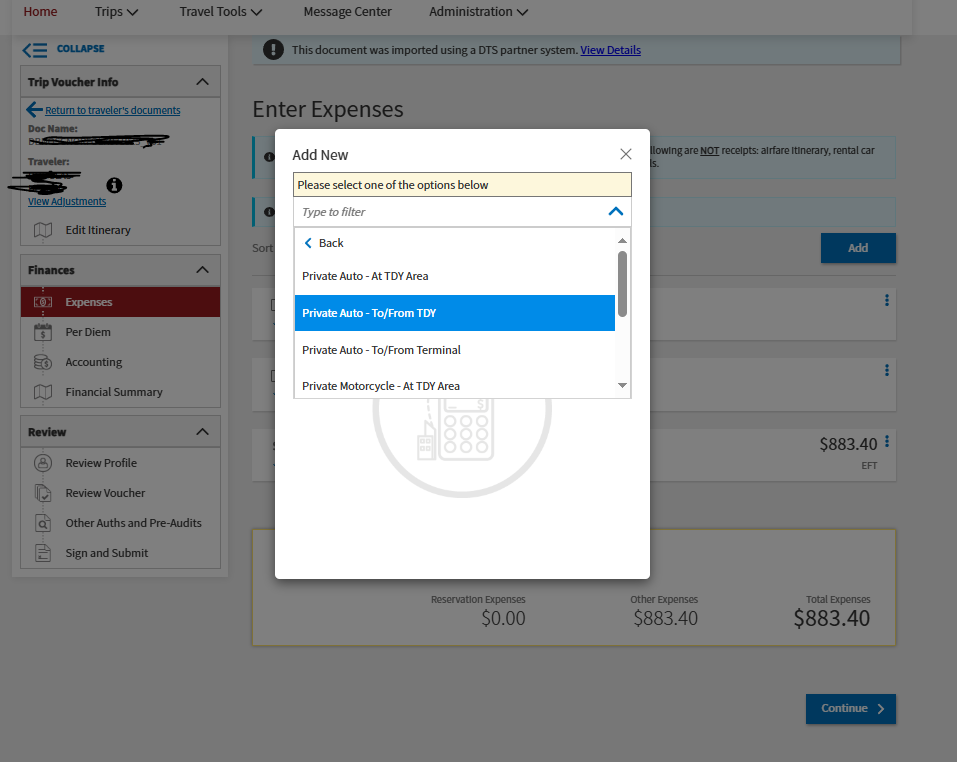 Home Trips Travel Tools Message Center Administration
COLLAPSE
This document was imported using a DTS partner system. View Details
Trip Voucher Info
Return to traveler's documents
Doc Name:
Traveler:
View Adjustments
Edit Itinerary
Finances
Expenses
Per Diem
Accounting
Financial Summary
Review
Review Profile
Review Voucher
Other Auths and Pre-Audits
Sign and Submit
Enter Expenses
llowing are NOT receipts: airfare itinerary, rental car
ls.
Sort
Add
Add New
Please select one of the options below
Type to filter
Back
Private Auto - At TDY Area
Private Auto - To/From TDY
Private Auto - To/From Terminal
Private Motorcycle - At TDY Area
$883.40
EFT
Reservation Expenses Other Expenses Total Expenses
$0.00 $883.40 $883.40
Continue